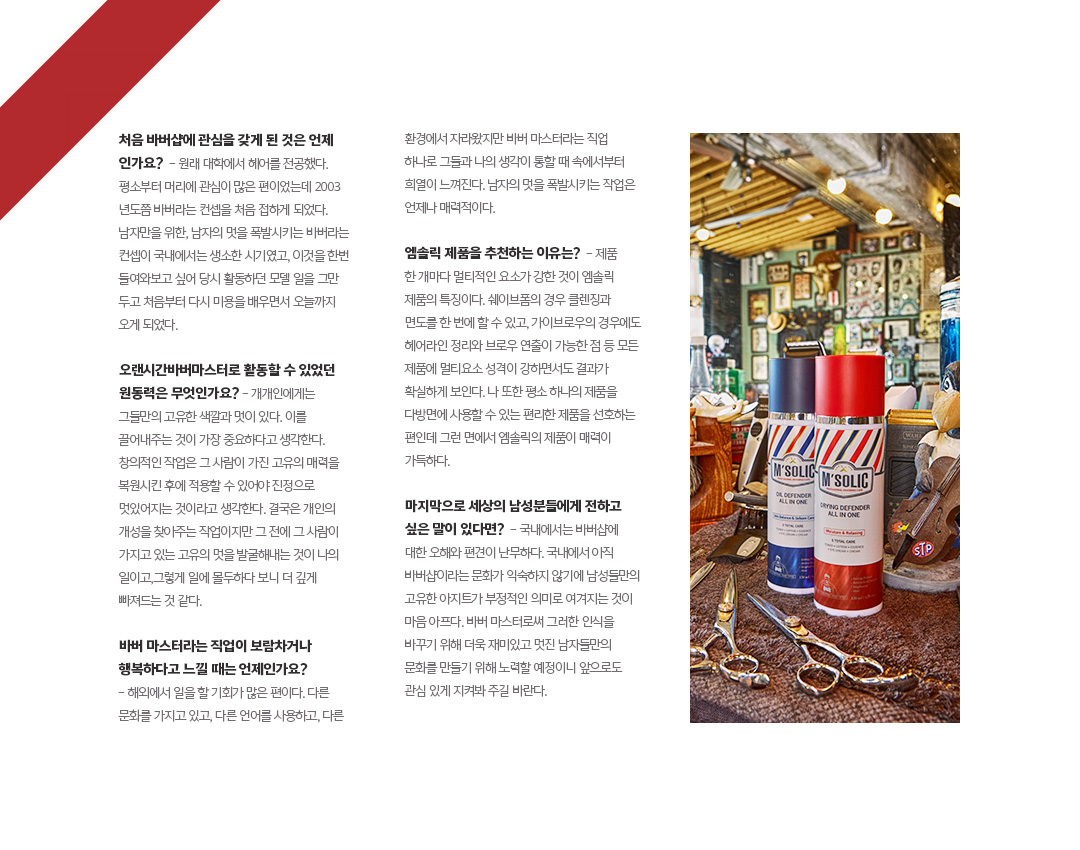 처음 바버샵에 관심을 갖게 된 것은 언제
인가요? - 원래 대학에서 헤어를 전공했다.
평소부터 머리에 관심이 많은 편이었는데 2003
년도쯤 바버라는 컨셉을 처음 접하게 되었다.
남자만을 위한, 남자의 멋을 폭발시키는 바버라는
컨셉이 국내에서는 생소한 시기였고, 이것을 한번
들여와보고 싶어 당시 활동하던 모델 일을 그만
두고 처음부터 다시 미용을 배우면서 오늘까지
오게 되었다.
오랜시간바버마스터로 활동할 수 있었던
원동력은 무엇인가요? - 개개인에게는
그들만의 고유한 색깔과 멋이 있다. 이를
끌어내주는 것이 가장 중요하다고 생각한다.
창의적인 작업은 그 사람이 가진 고유의 매력을
복원시킨 후에 적용할 수 있어야 진정으로
멋있어지는 것이라고 생각한다. 결국은 개인의
개성을 찾아주는 작업이지만 그 전에 그 사람이
가지고 있는 고유의 멋을 발굴해내는 것이 나의
일이고,그렇게 일에 몰두하다 보니 더 깊게
빠져드는 것 같다.
바버 마스터라는 직업이 보람차거나
행복하다고 느낄 때는 언제인가요?
- 해외에서 일을 할 기회가 많은 편이다. 다른
문화를 가지고 있고, 다른 언어를 사용하고, 다른
환경에서 자라왔지만 바버 마스터라는 직업
하나로 그들과 나의 생각이 통할 때 속에서부터
희열이 느껴진다. 남자의 멋을 폭발시키는 작업은
언제나 매력적이다.
엠솔릭 제품을 추천하는 이유는? - 제품
한 개마다 멀티적인 요소가 강한 것이 엠솔릭
제품의 특징이다. 쉐이브폼의 경우 클렌징과
면도를 한 번에 할 수 있고, 가이브로우의 경우에도
헤어라인 정리와 브로우 연출이 가능한 점 등 모든
제품에 멀티요소 성격이 강하면서도 결과가
확실하게 보인다. 나 또한 평소 하나의 제품을
다방면에 사용할 수 있는 편리한 제품을 선호하는
편인데 그런 면에서 엠솔릭의 제품이 매력이
가득하다.
마지막으로 세상의 남성분들에게 전하고
싶은 말이 있다면? - 국내에서는 바버샵에
대한 오해와 편견이 난무하다. 국내에서 아직
바버샵이라는 문화가 익숙하지 않기에 남성들만의
고유한 아지트가 부정적인 의미로 여겨지는 것이
마음 아프다. 바버 마스터로써 그러한 인식을
바꾸기 위해 더욱 재미있고 멋진 남자들만의
문화를 만들기 위해 노력할 예정이니 앞으로도
관심 있게 지켜봐 주길 바란다.
M'SOLIC
OIL DEFENDER
ALL IN ONE
M'SOLIC
DRYING DEFENDER
ALL IN ONE
Moisture & Relaxing
5 TOTAL CARE
STP